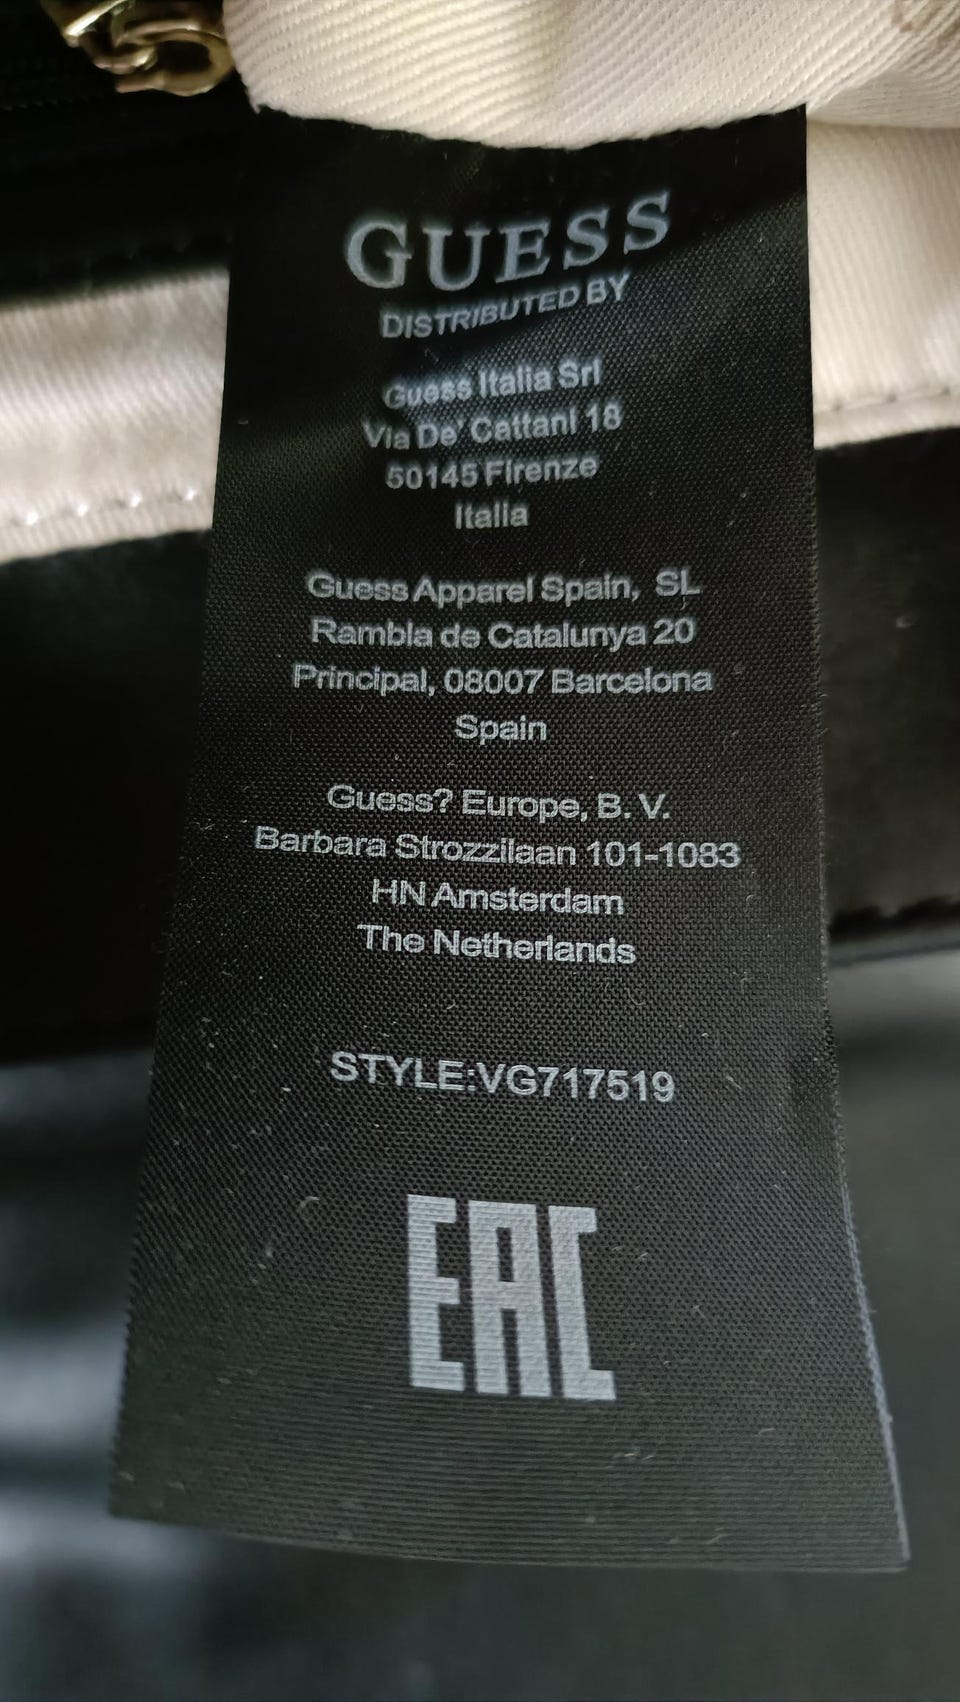 GUESS
DISTRIBUTED BY
Guess Italia Srl
Via De' Cattani 18
50145 Firenze
Italia
Guess Apparel Spain, SL
Rambla de Catalunya 20
Principal, 08007 Barcelona
Spain
Guess? Europe, B. V.
Barbara Strozzilaan 101-1083
HN Amsterdam
The Netherlands
STYLE:VG717519
EAC